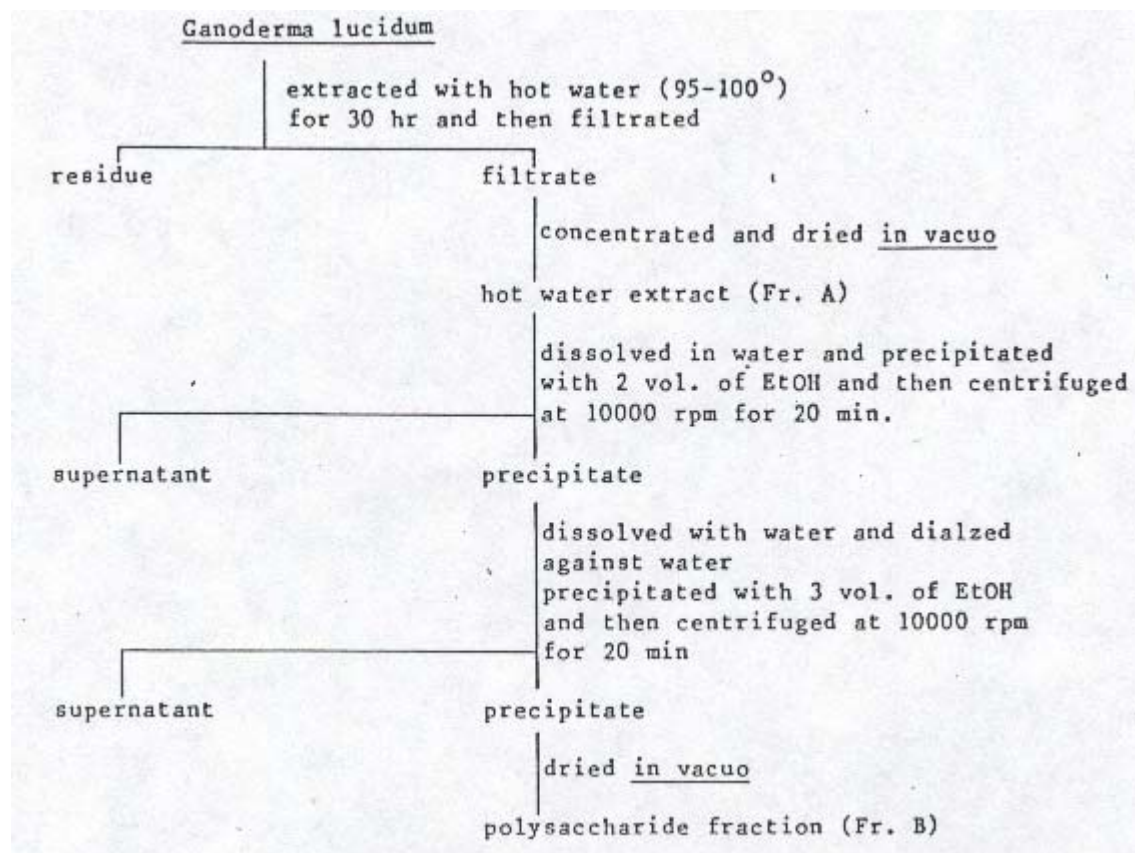 Ganoderma lucidum
extracted with hot water (95-100°)
for 30 hr and then filtrated
residue
filtrate
concentrated and dried in vacuo
hot water extract (Fr. A)
dissolved in water and precipitated
with 2 vol. of EtOH and then centrifuged
at 10000 rpm for 20 min.
supernatant
precipitate
dissolved with water and dialzed
against water
precipitated with 3 vol. of EtOH
and then centrifuged at 10000 rpm
for 20 min
supernatant
precipitate
dried in vacuo
polysaccharide fraction (Fr. B)